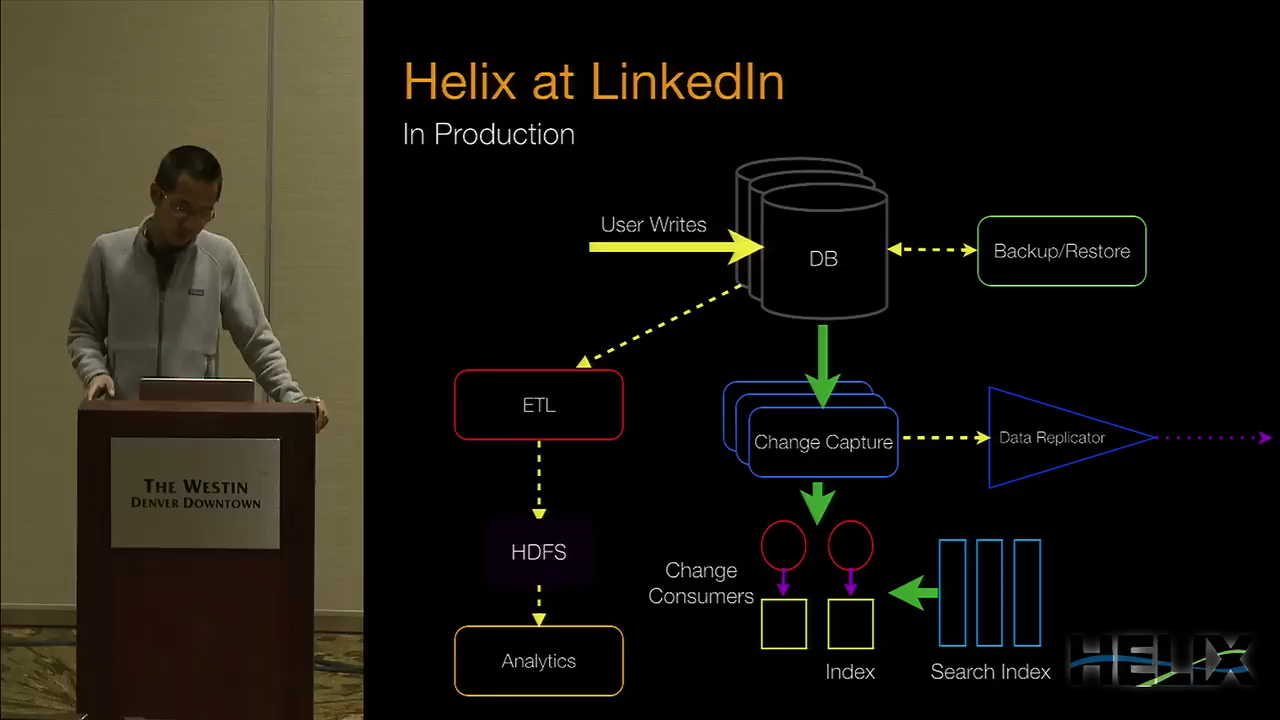 Helix at LinkedIn
In Production
User Writes
DB
Backup/Restore
ETL
Change Capture
Data Replicator
HDFS
Change
Consumers
Analytics
Index
Search Index
HELIX
THE WESTIN
DENVER DOWNTOWN